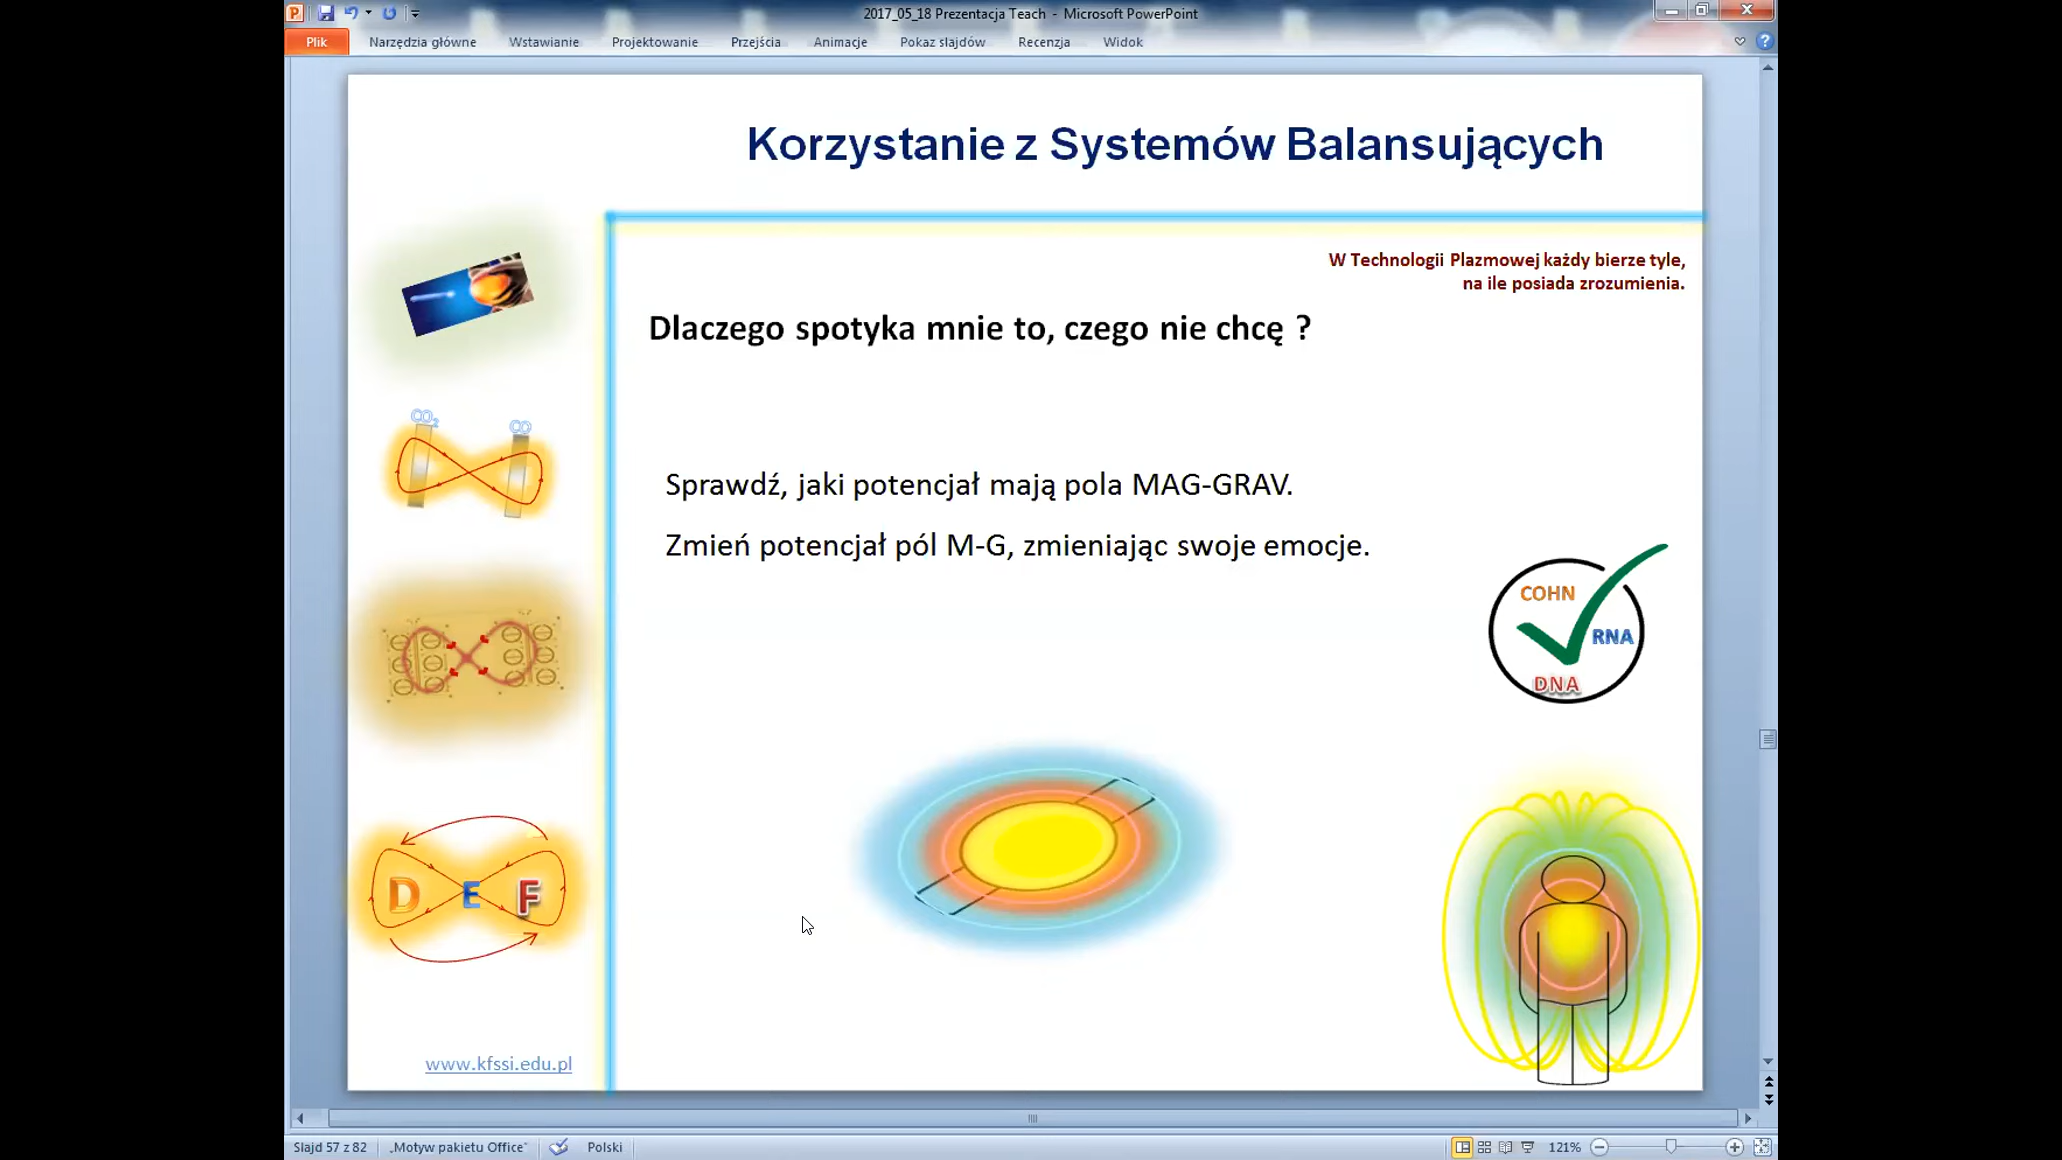 2017_05_18 Prezentacja Teach - Microsoft PowerPoint
Plik Narzędzia główne Wstawianie Projektowanie Przejścia Animacje Pokaz slajdów Recenzja Widok
Korzystanie z Systemów Balansujących
W Technologii Plazmowej każdy bierze tyle,
na ile posiada zrozumienia.
Dlaczego spotyka mnie to, czego nie chcę ?
CO₂ CO
Sprawdź, jaki potencjał mają pola MAG-GRAV.
Zmień potencjał pól M-G, zmieniając swoje emocje.
COHN
RNA
DNA
D E F
www.kfssi.edu.pl
Slajd 57 z 82 „Motyw pakietu Office" Polski 121%